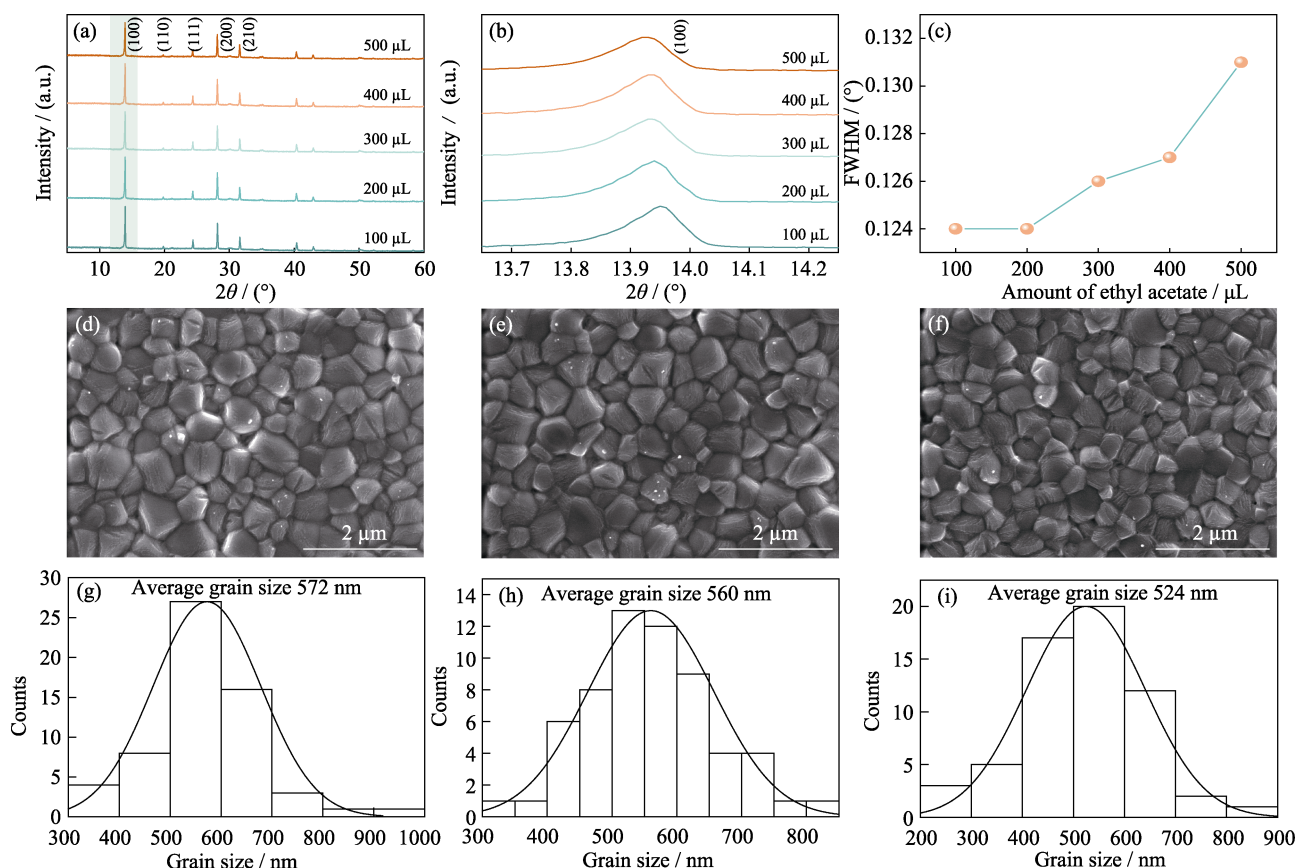 (a)
(100)
(110)
(111)
(200)
(210)
500 μL
400 μL
300 μL
200 μL
100 μL
Intensity / (a.u.)
10 20 30 40 50 60
2θ / (°)
(b)
(100)
500 μL
400 μL
300 μL
200 μL
100 μL
Intensity / (a.u.)
13.7 13.8 13.9 14.0 14.1 14.2
2θ / (°)
(c)
0.132
0.130
0.128
0.126
0.124
FWHM / (°)
100 200 300 400 500
Amount of ethyl acetate / μL
(d)
2 μm
(e)
2 μm
(f)
2 μm
(g)
Average grain size 572 nm
30
25
20
15
10
5
0
Counts
300 400 500 600 700 800 900 1000
Grain size / nm
(h)
Average grain size 560 nm
14
12
10
8
6
4
2
0
Counts
300 400 500 600 700 800
Grain size / nm
(i)
Average grain size 524 nm
20
15
10
5
0
Counts
200 300 400 500 600 700 800 900
Grain size / nm